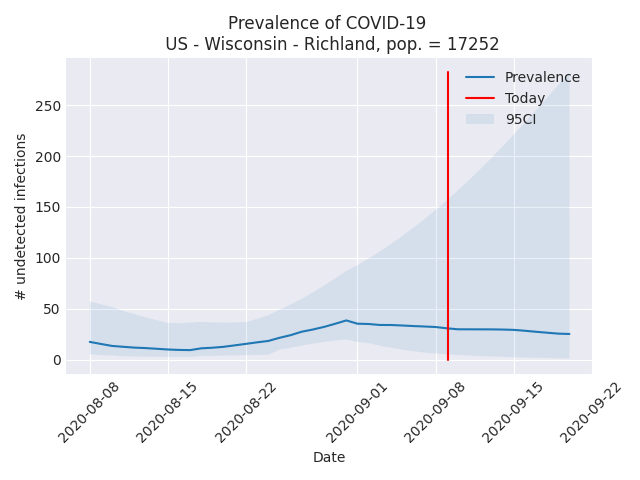 Prevalence of COVID-19
US - Wisconsin - Richland, pop. = 17252
Prevalence
Today
95CI
# undetected infections
250
200
150
100
50
0
2020-08-08
2020-08-15
2020-08-22
2020-09-01
2020-09-08
2020-09-15
2020-09-22
Date